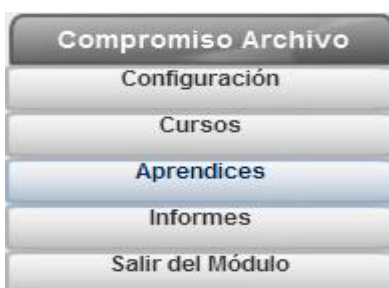 Compromiso Archivo
Configuración
Cursos
Aprendices
Informes
Salir del Módulo